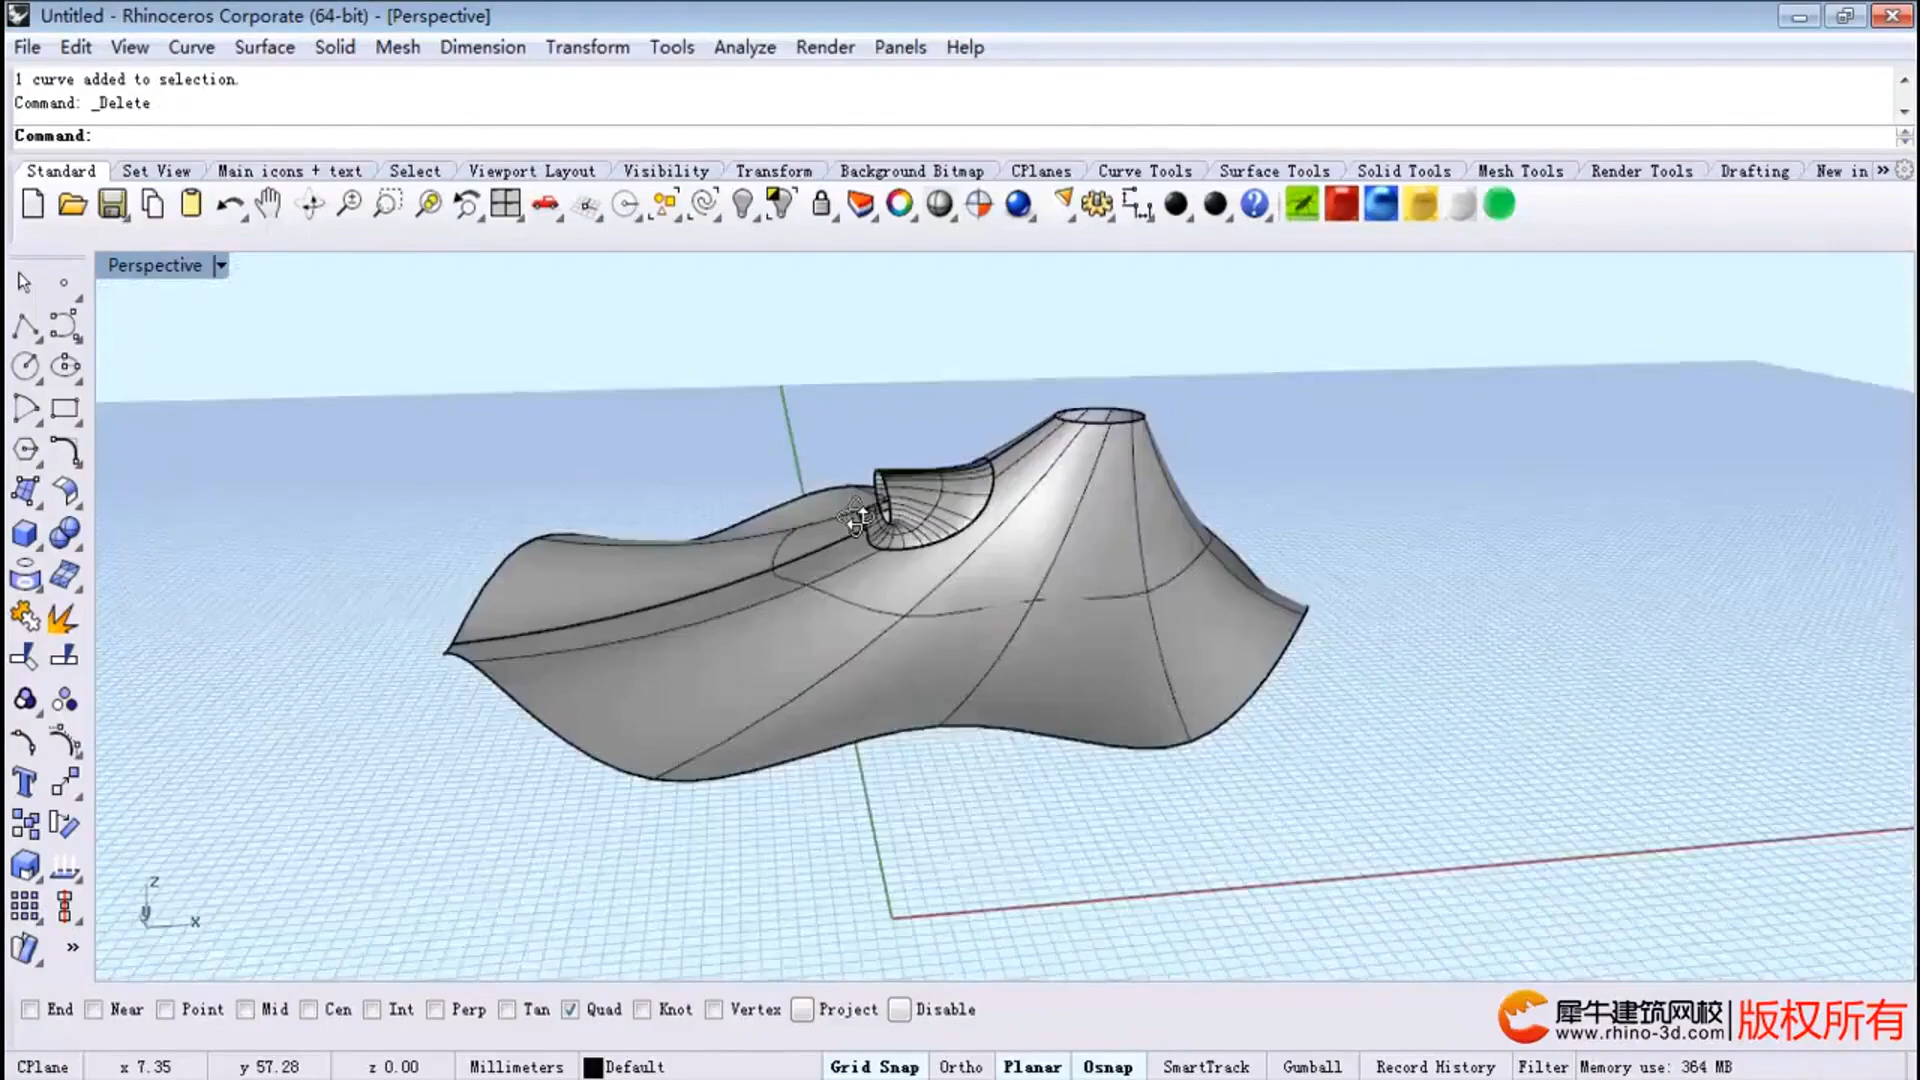 Untitled - Rhinoceros Corporate (64-bit) - [Perspective]
File Edit View Curve Surface Solid Mesh Dimension Transform Tools Analyze Render Panels Help
1 curve added to selection.
Command: _Delete
Command:
Standard Set View Main icons + text Select Viewport Layout Visibility Transform Background Bitmap CPlanes Curve Tools Surface Tools Solid Tools Mesh Tools Render Tools Drafting New in »
Perspective
z
y
x
End Near Point Mid Cen Int Perp Tan Quad Knot Vertex Project Disable
犀牛建筑网校 版权所有
www.rhino-3d.com
CPlane x 7.35 y 57.28 z 0.00 Millimeters Default Grid Snap Ortho Planar Osnap SmartTrack Gumball Record History Filter Memory use: 364 MB